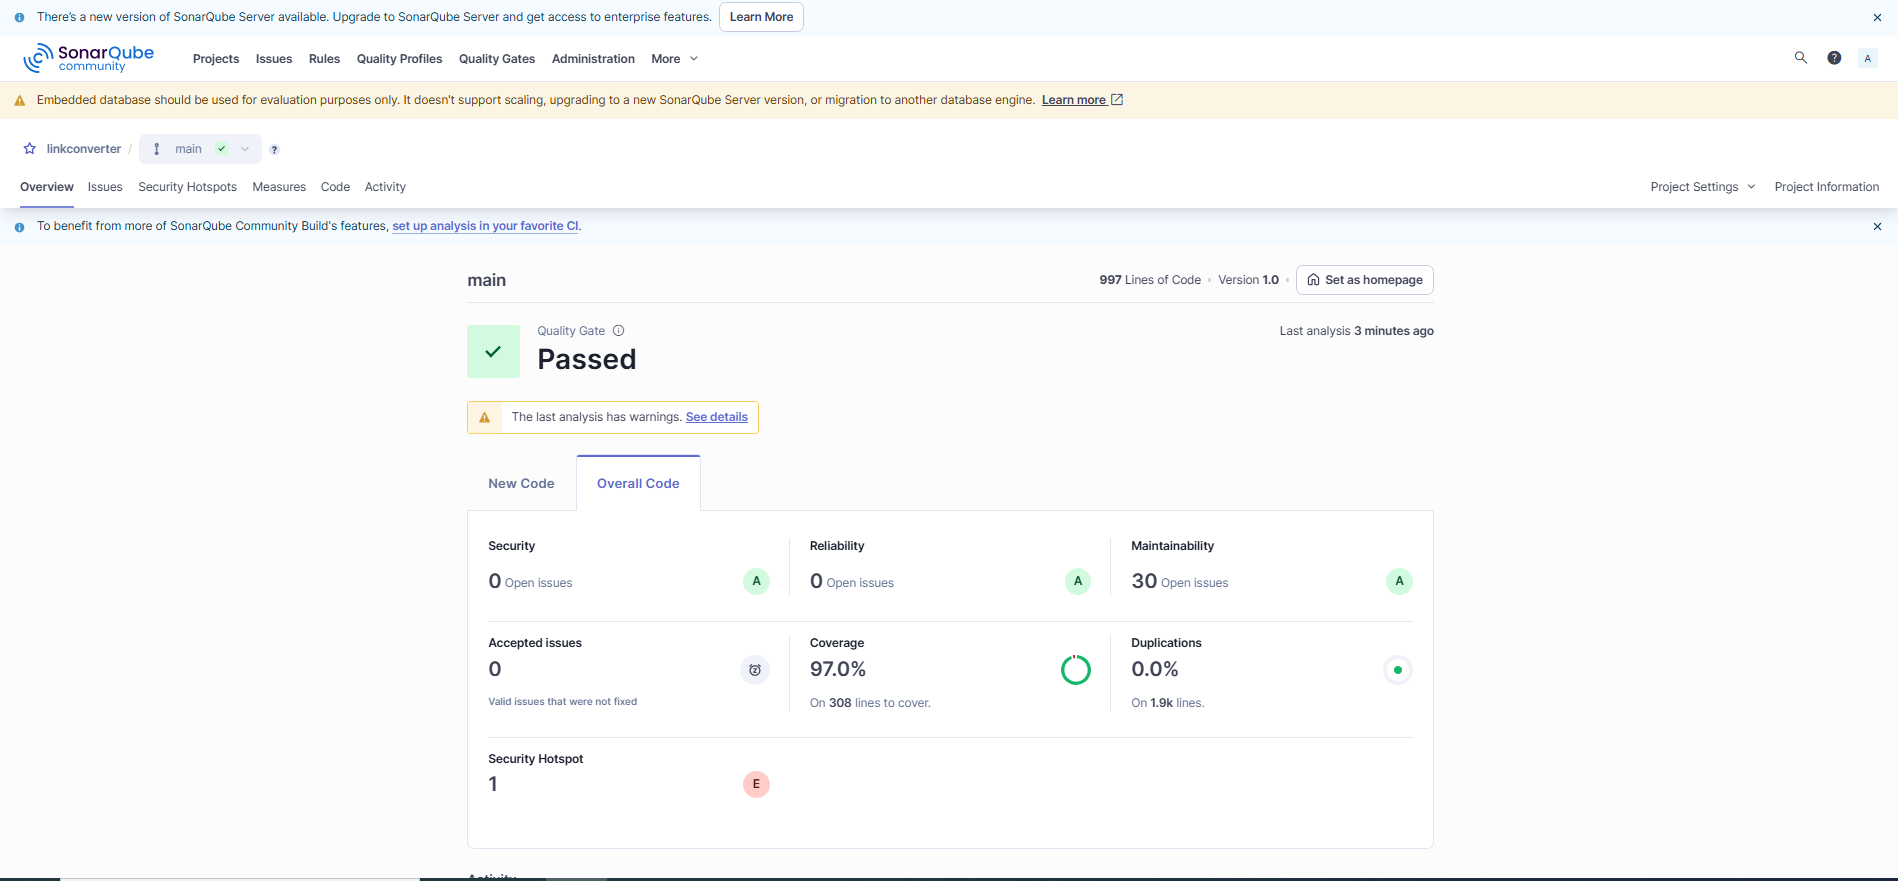 There's a new version of SonarQube Server available. Upgrade to SonarQube Server and get access to enterprise features. Learn More
SonarQube community Projects Issues Rules Quality Profiles Quality Gates Administration More ? A
Embedded database should be used for evaluation purposes only. It doesn't support scaling, upgrading to a new SonarQube Server version, or migration to another database engine. Learn more
linkconverter / main ?
Overview Issues Security Hotspots Measures Code Activity Project Settings Project Information
To benefit from more of SonarQube Community Build's features, set up analysis in your favorite CI.
main 997 Lines of Code • Version 1.0 • Set as homepage
Quality Gate Last analysis 3 minutes ago
Passed
The last analysis has warnings. See details
New Code Overall Code
Security Reliability Maintainability
0 Open issues A 0 Open issues A 30 Open issues A
Accepted issues Coverage Duplications
0 97.0% 0.0%
Valid issues that were not fixed On 308 lines to cover. On 1.9k lines.
Security Hotspot
1 E
Activity